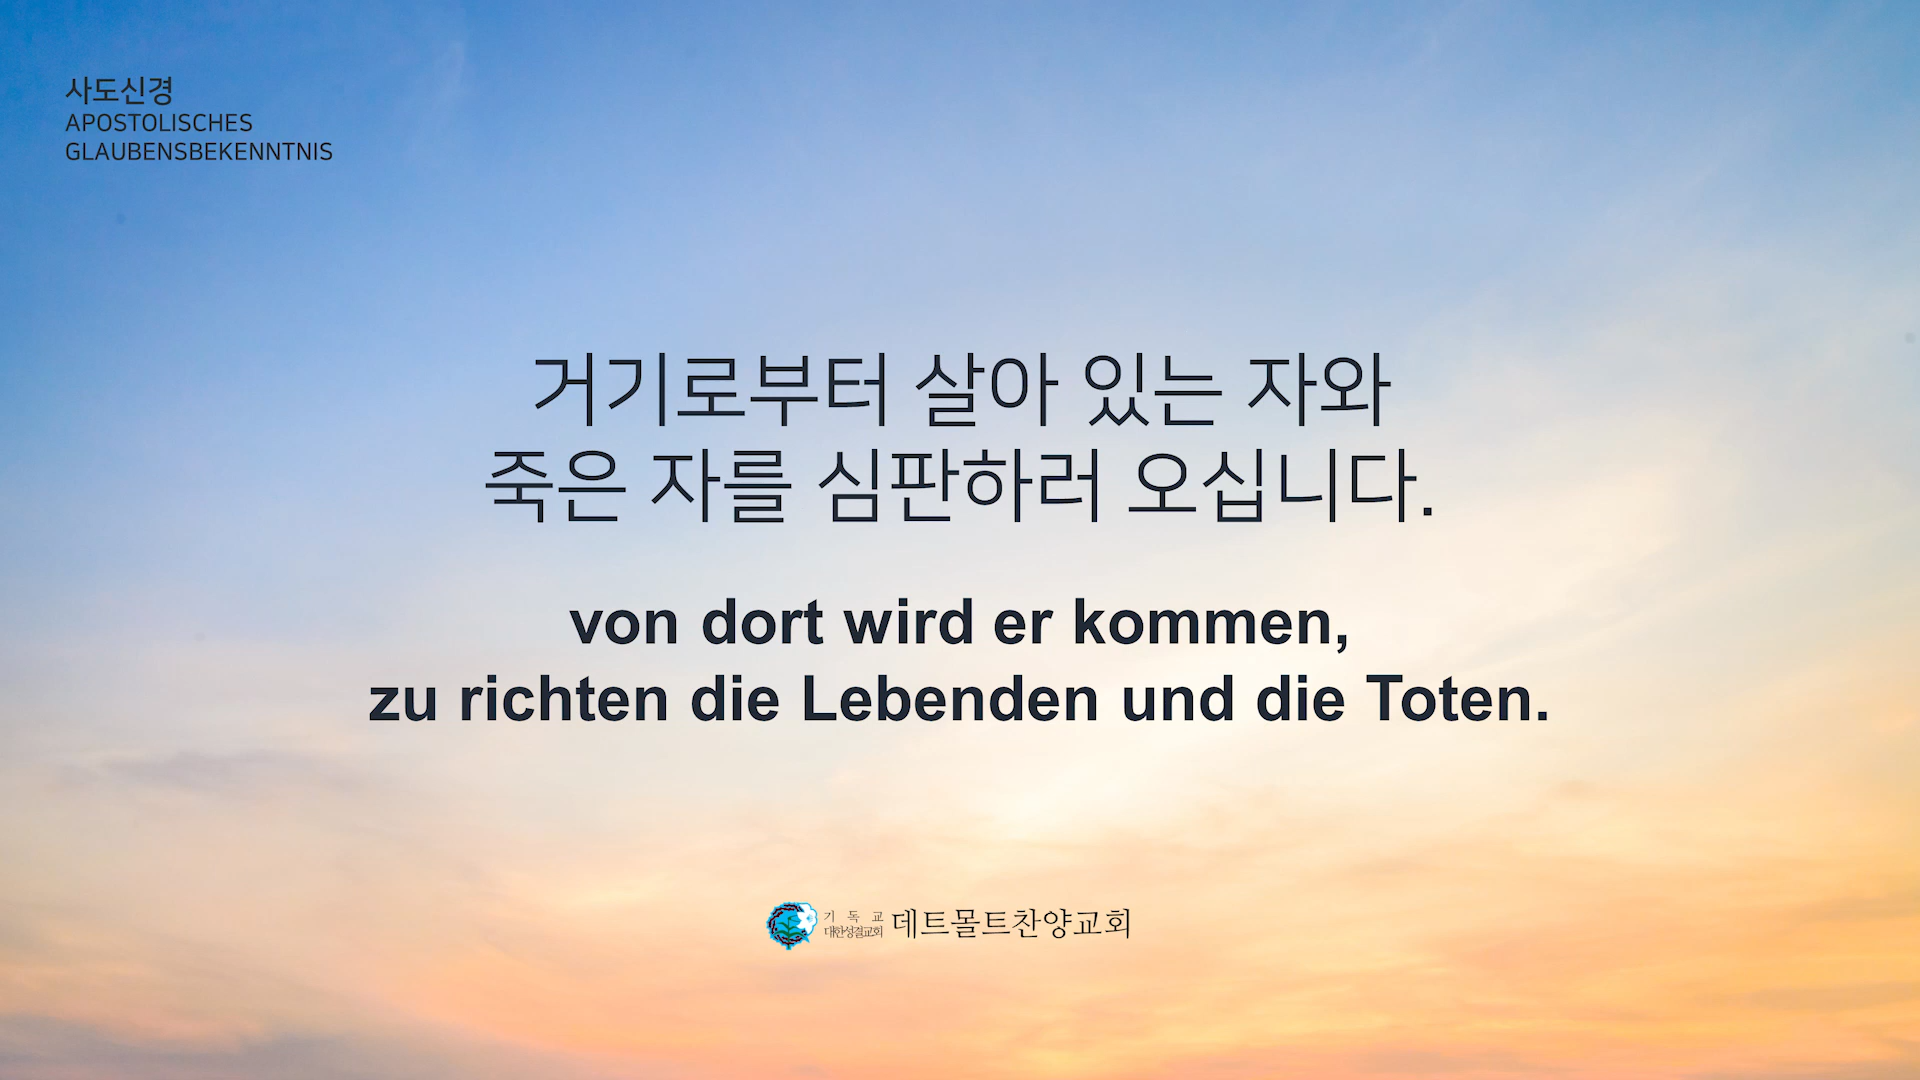 사도신경
APOSTOLISCHES
GLAUBENSBEKENNTNIS
거기로부터 살아 있는 자와
죽은 자를 심판하러 오십니다.
von dort wird er kommen,
zu richten die Lebenden und die Toten.
기 독 교
대한성결교회
데트몰트찬양교회